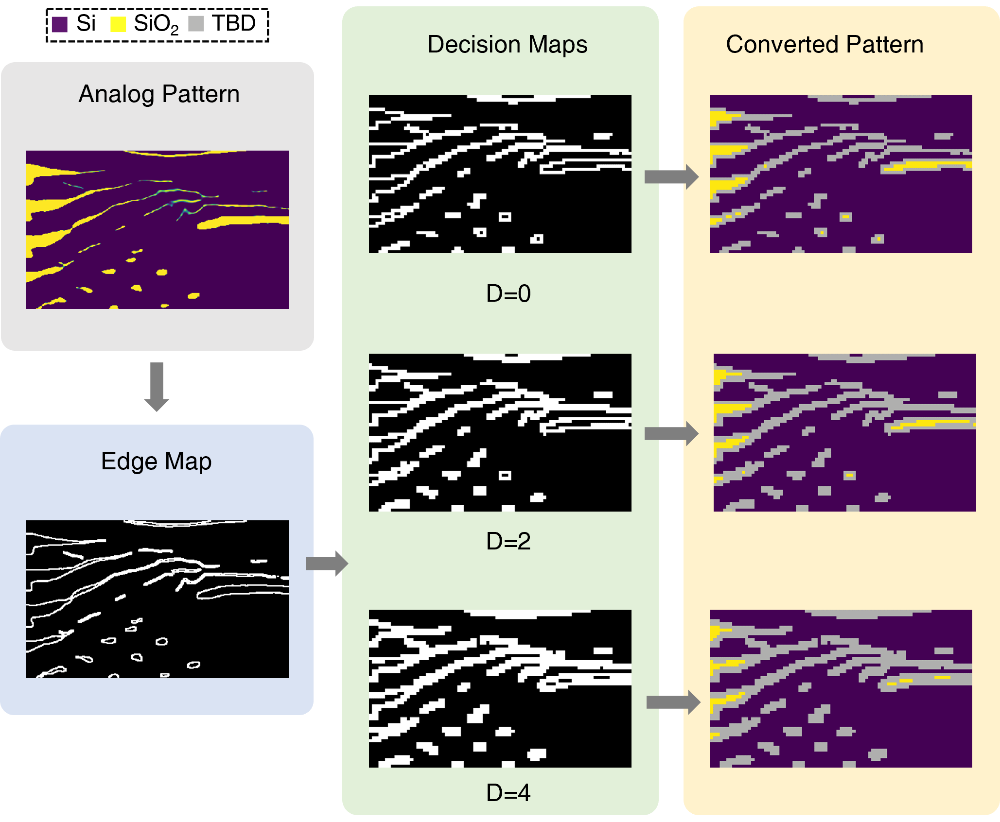 Si SiO₂ TBD
Analog Pattern
Edge Map
Decision Maps
D=0
D=2
D=4
Converted Pattern